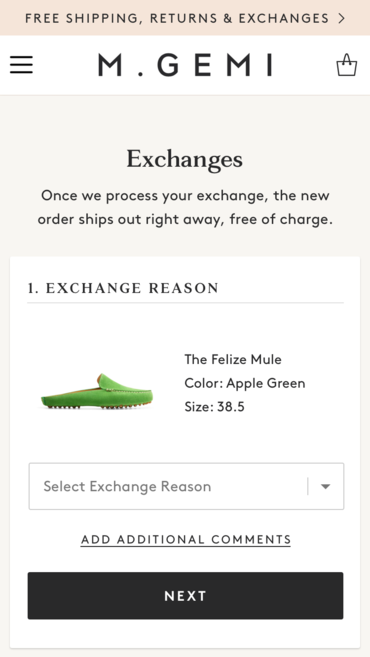 FREE SHIPPING, RETURNS & EXCHANGES
M.GEMI
Exchanges
Once we process your exchange, the new
order ships out right away, free of charge.
1. EXCHANGE REASON
The Felize Mule
Color: Apple Green
Size: 38.5
Select Exchange Reason
ADD ADDITIONAL COMMENTS
NEXT